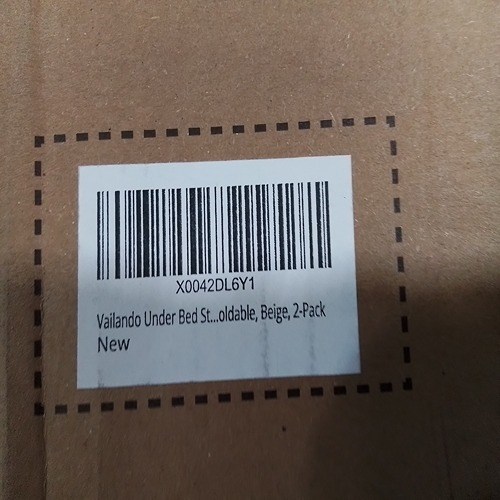 X0042DL6Y1
Vailando Under Bed St...oldable, Beige, 2-Pack
New